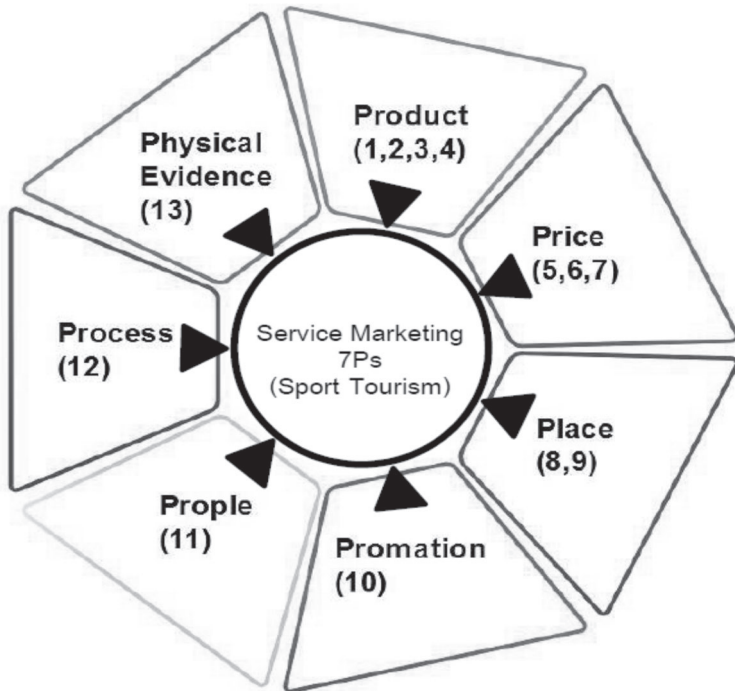 Product
(1,2,3,4)
Price
(5,6,7)
Place
(8,9)
Promation
(10)
Prople
(11)
Process
(12)
Physical
Evidence
(13)
Service Marketing
7Ps
(Sport Tourism)